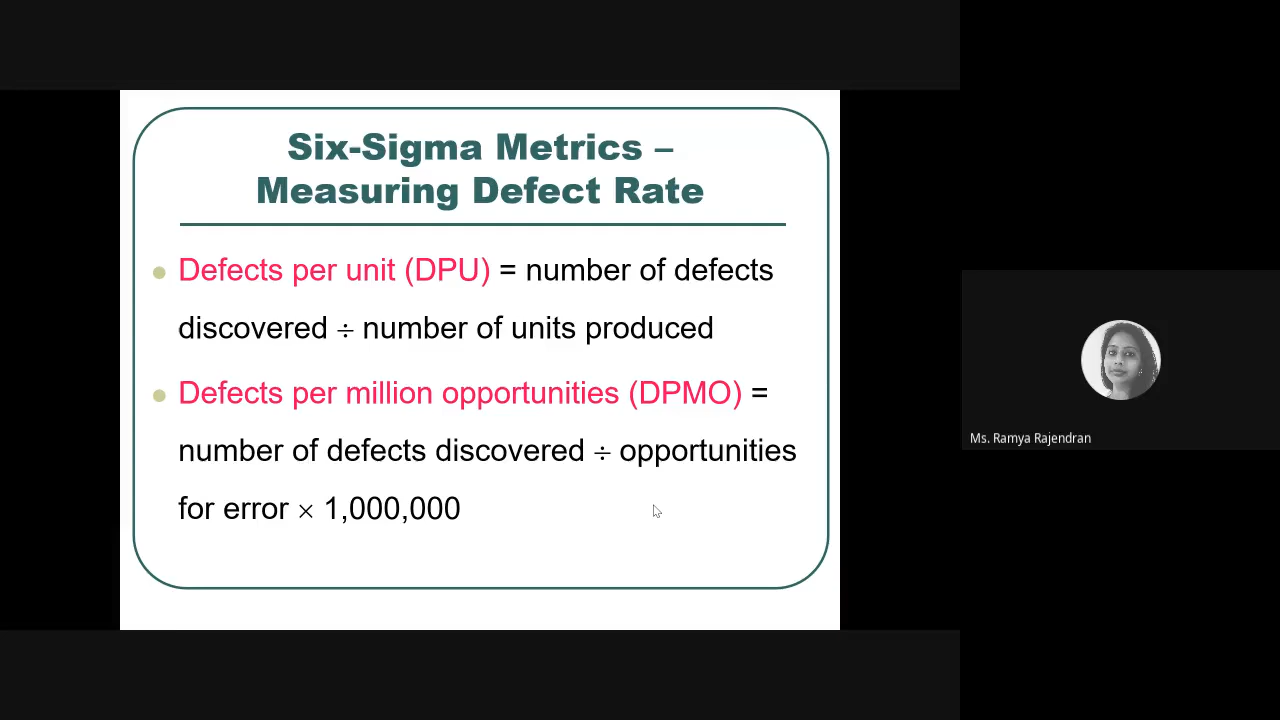 Six-Sigma Metrics –
Measuring Defect Rate
Defects per unit (DPU) = number of defects
discovered ÷ number of units produced
Defects per million opportunities (DPMO) =
number of defects discovered ÷ opportunities
for error × 1,000,000
Ms. Ramya Rajendran